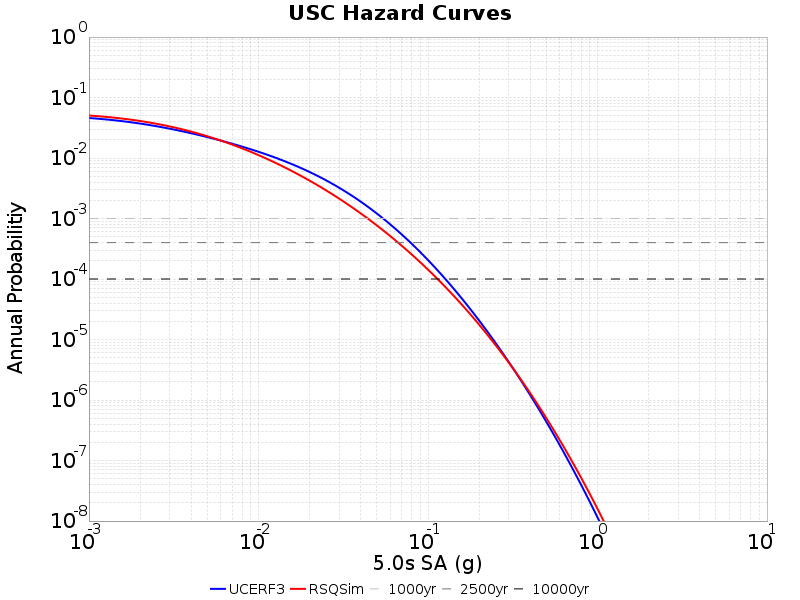 USC Hazard Curves
10^0
10^-1
10^-2
10^-3
10^-4
10^-5
10^-6
10^-7
10^-8
Annual Probabilitiy
10^-3 10^-2 10^-1 10^0 10^1
5.0s SA (g)
UCERF3 RSQSim 1000yr 2500yr 10000yr